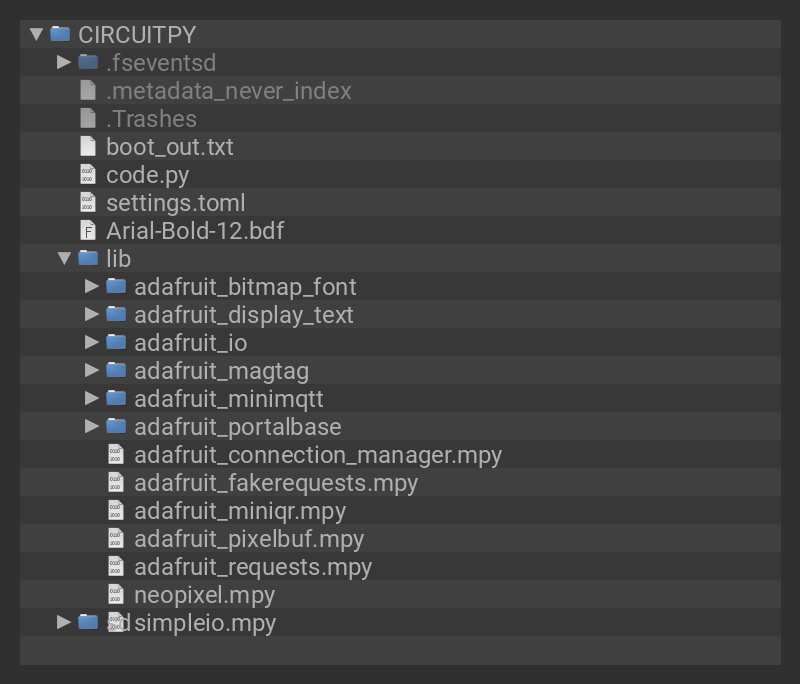 CIRCUITPY
.fseventsd
.metadata_never_index
.Trashes
boot_out.txt
code.py
settings.toml
Arial-Bold-12.bdf
lib
adafruit_bitmap_font
adafruit_display_text
adafruit_io
adafruit_magtag
adafruit_minimqtt
adafruit_portalbase
adafruit_connection_manager.mpy
adafruit_fakerequests.mpy
adafruit_miniqr.mpy
adafruit_pixelbuf.mpy
adafruit_requests.mpy
neopixel.mpy
sd simpleio.mpy